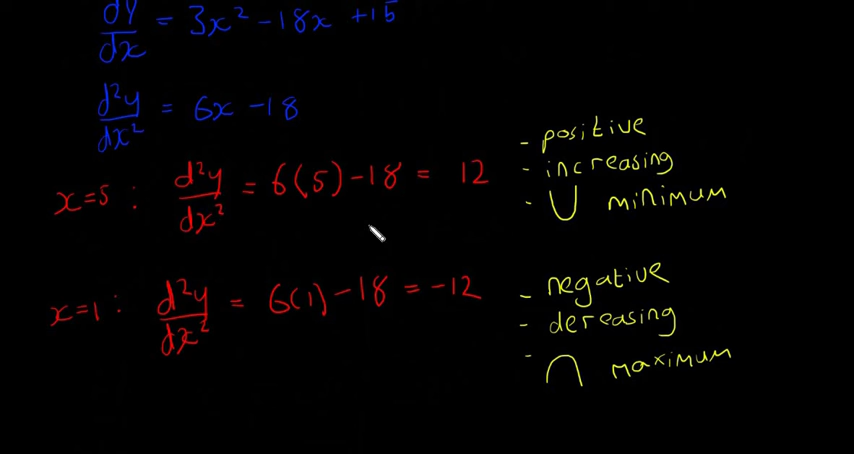 dy/dx = 3x² - 18x + 15
d²y/dx² = 6x - 18
- positive
- increasing
- ∪ minimum
x=5 : d²y/dx² = 6(5) - 18 = 12
- negative
- dereasing
- ∩ maximum
x=1 : d²y/dx² = 6(1) - 18 = -12